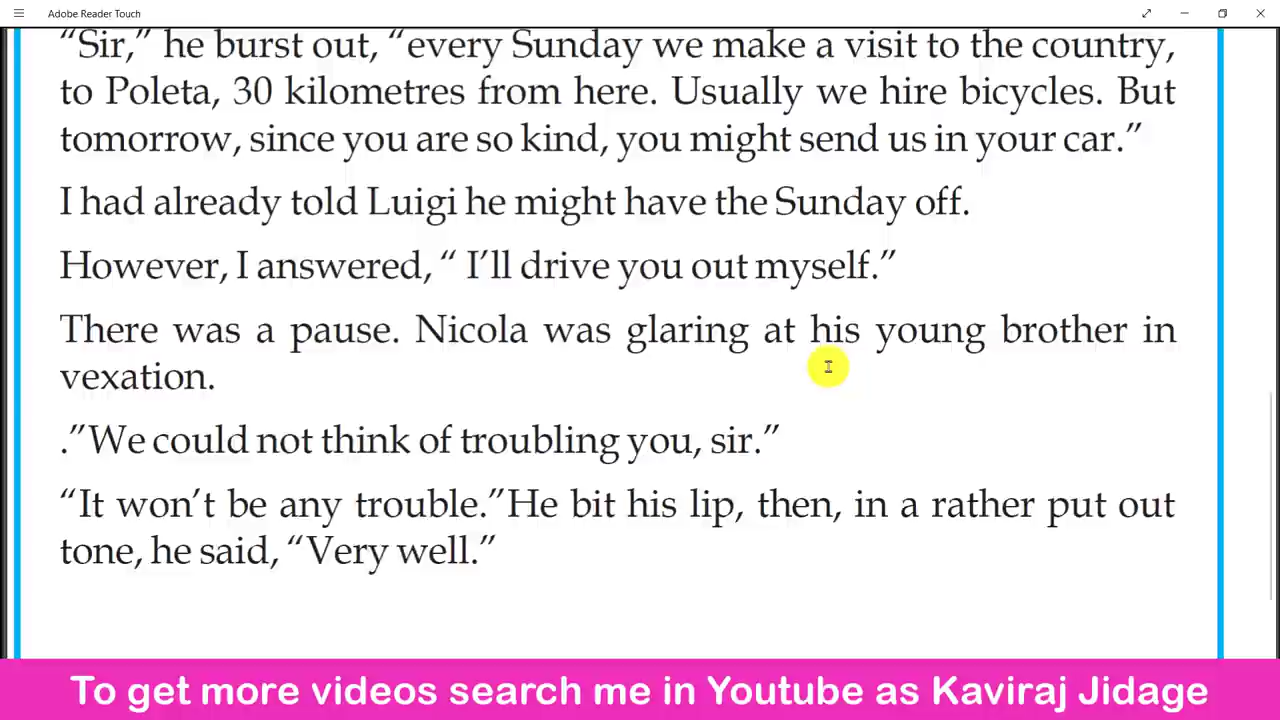 Adobe Reader Touch
“Sir,” he burst out, “every Sunday we make a visit to the country,
to Poleta, 30 kilometres from here. Usually we hire bicycles. But
tomorrow, since you are so kind, you might send us in your car.”
I had already told Luigi he might have the Sunday off.
However, I answered, “ I’ll drive you out myself.”
There was a pause. Nicola was glaring at his young brother in
vexation.
.”We could not think of troubling you, sir.”
“It won’t be any trouble.”He bit his lip, then, in a rather put out
tone, he said, “Very well.”
To get more videos search me in Youtube as Kaviraj Jidage